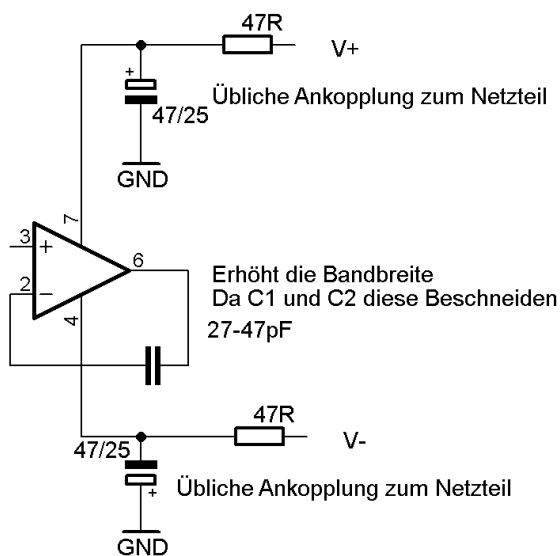 47R
V+
+
47/25
Übliche Ankopplung zum Netzteil
GND
7
3
+
2
−
6
4
Erhöht die Bandbreite
Da C1 und C2 diese Beschneiden
27-47pF
47R
V-
47/25
+
Übliche Ankopplung zum Netzteil
GND